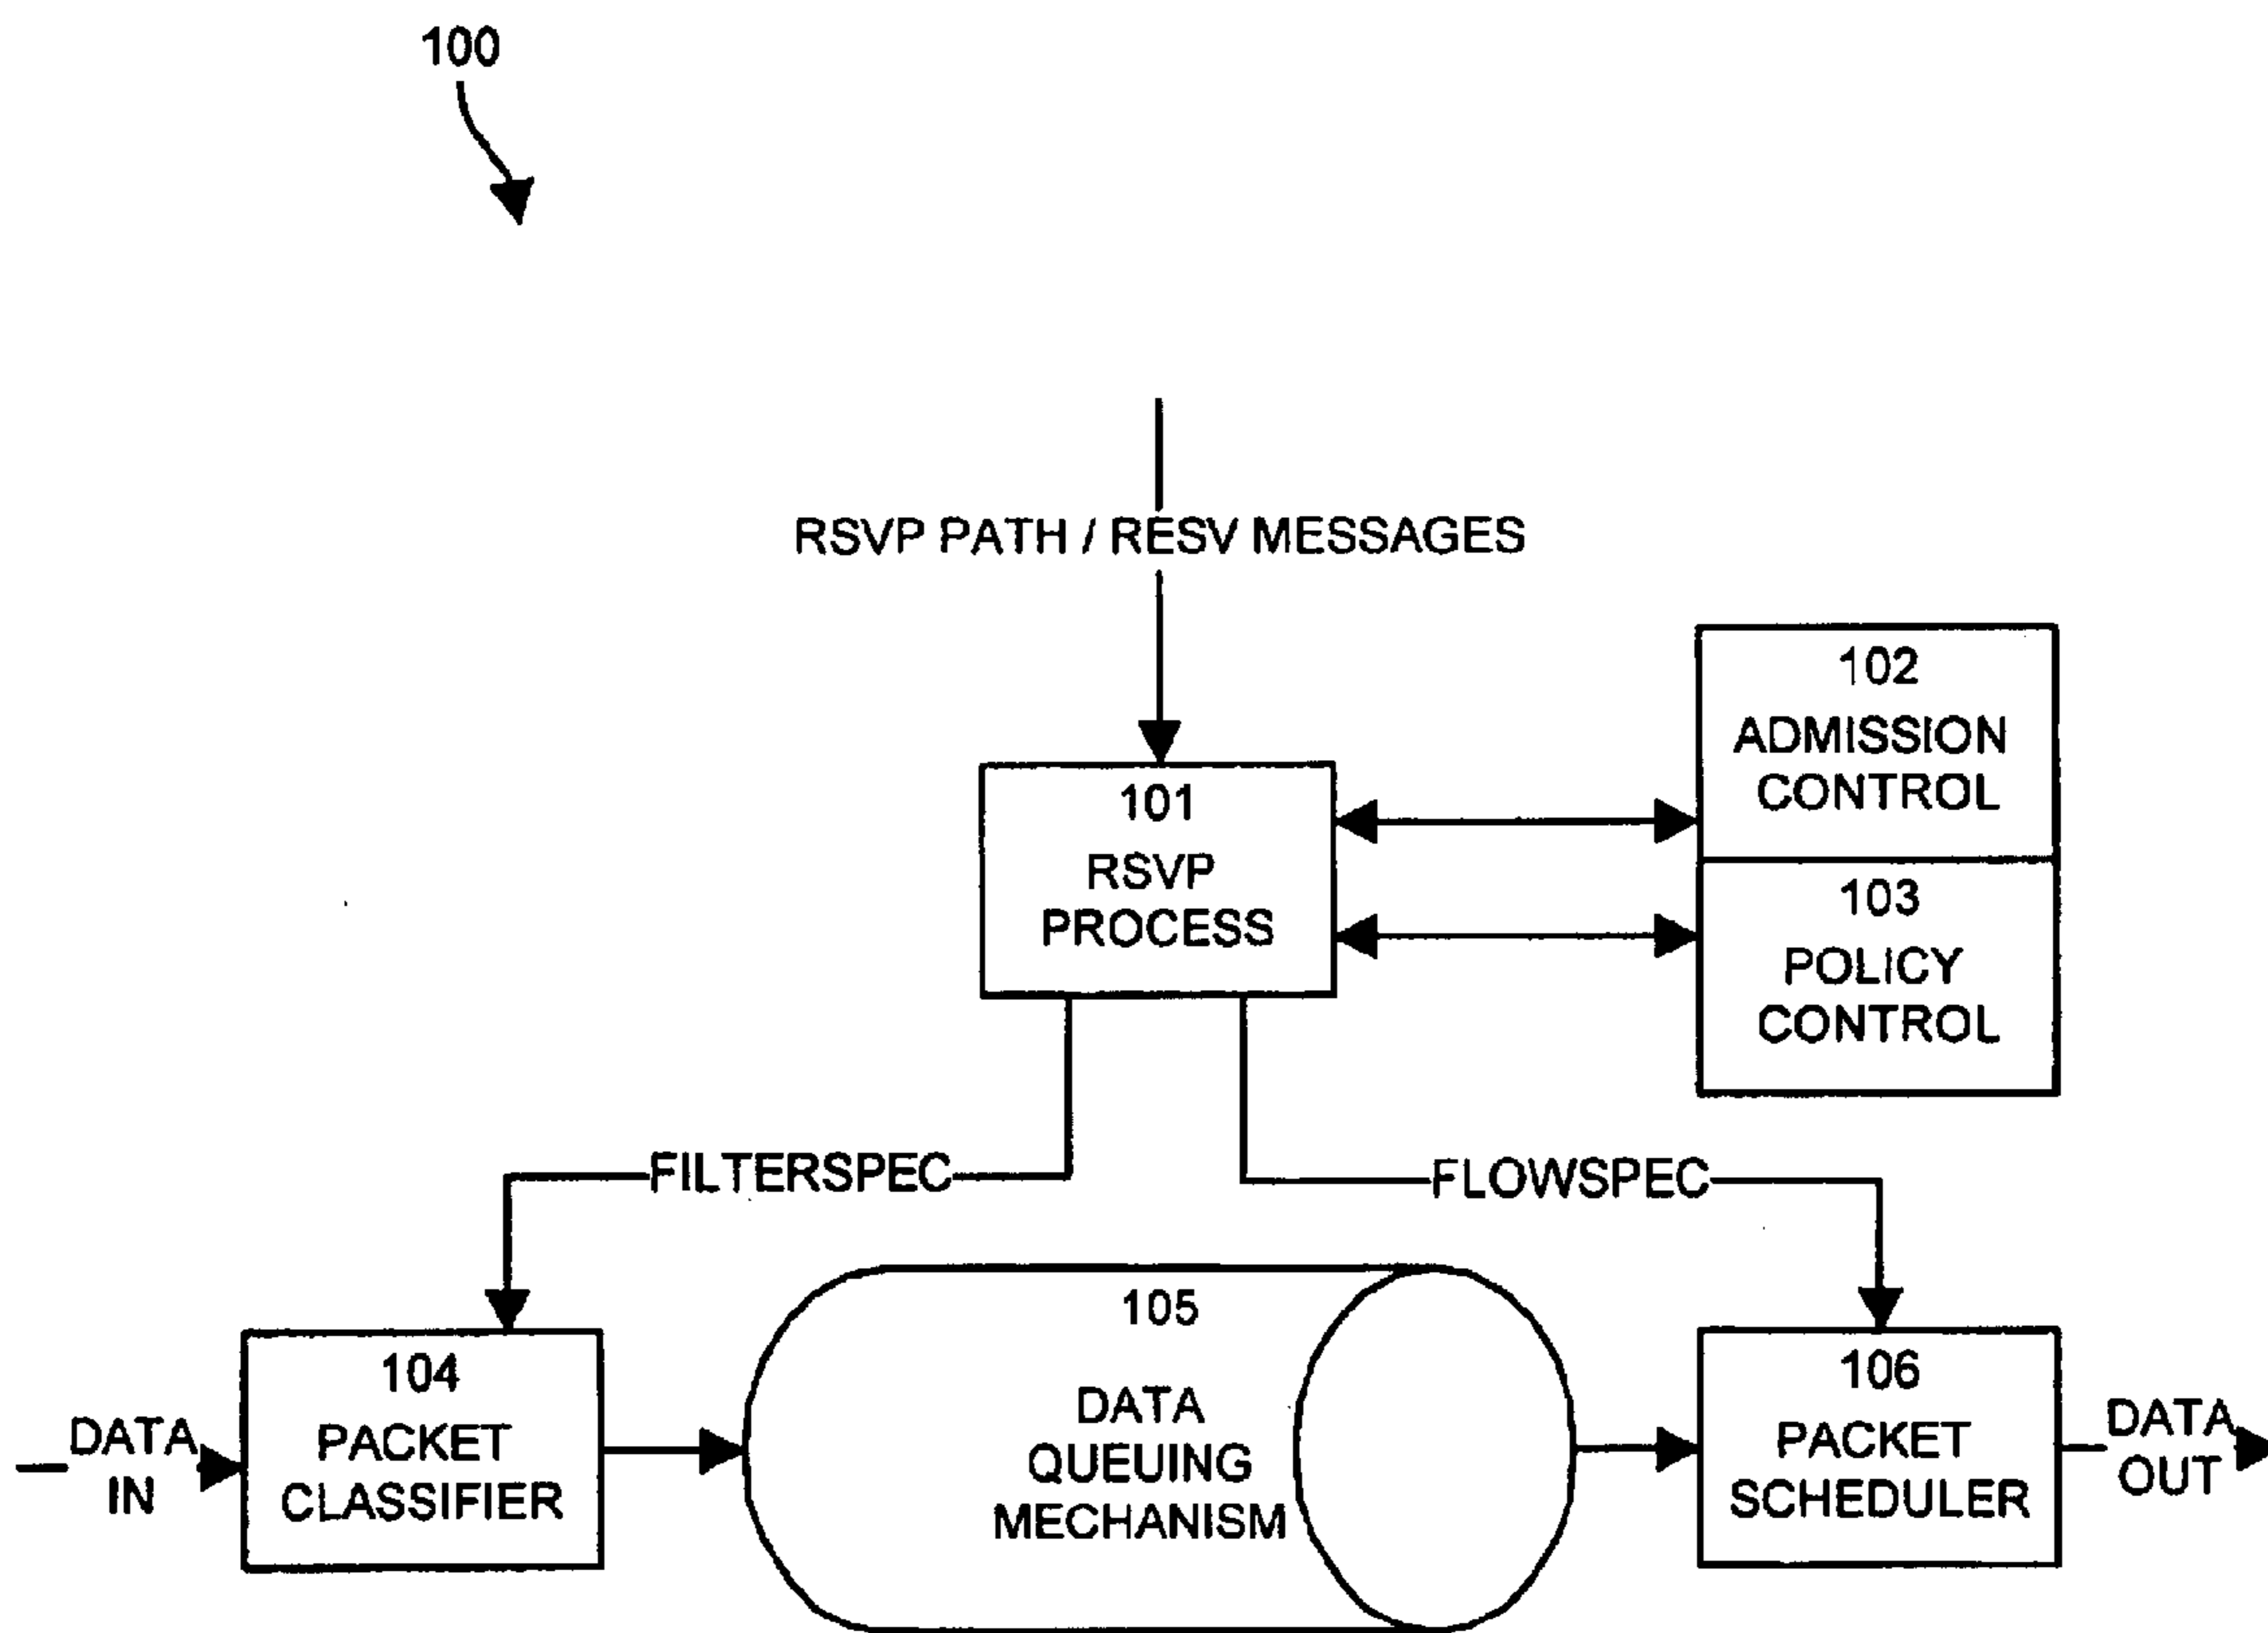 100
RSVP PATH / RESV MESSAGES
102
ADMISSION
CONTROL
101
RSVP
PROCESS
103
POLICY
CONTROL
FILTERSPEC
FLOWSPEC
DATA
IN
104
PACKET
CLASSIFIER
105
DATA
QUEUING
MECHANISM
106
PACKET
SCHEDULER
DATA
OUT